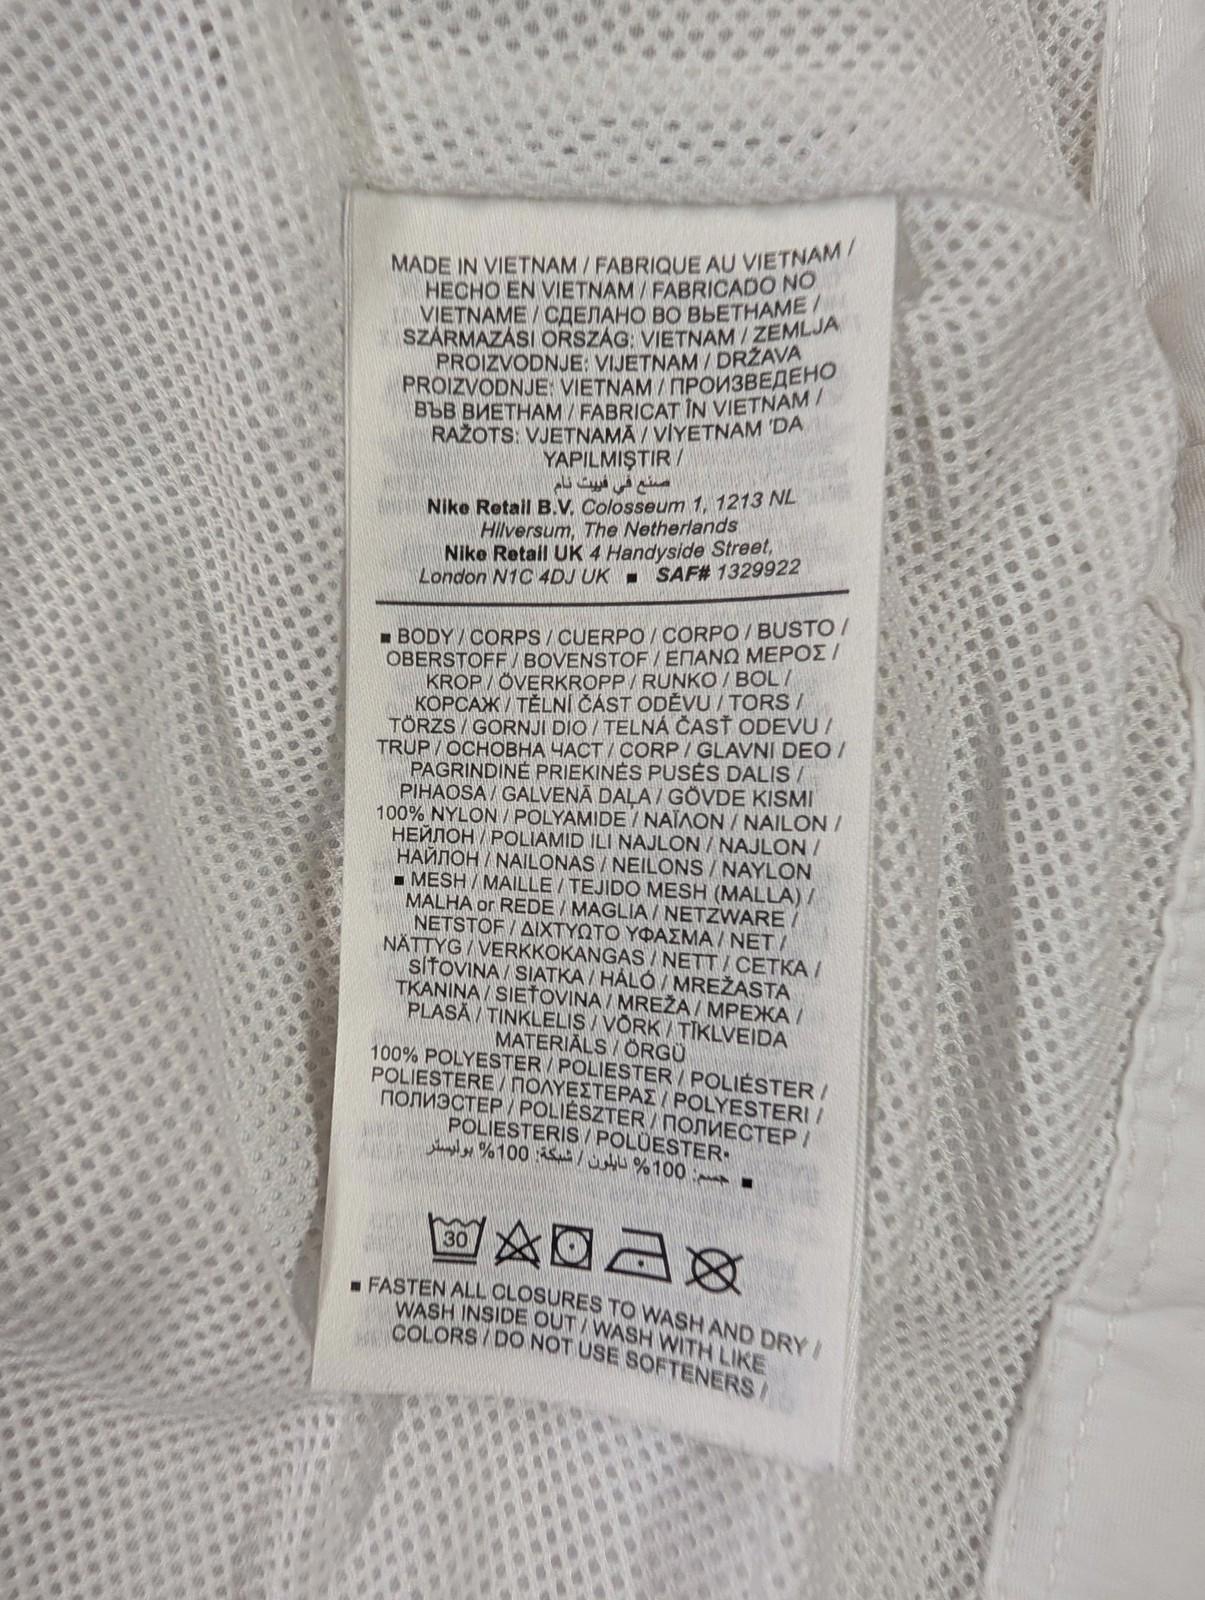 MADE IN VIETNAM / FABRIQUE AU VIETNAM /
HECHO EN VIETNAM / FABRICADO NO
VIETNAME / СДЕЛАНО ВО ВЬЕТНАМЕ /
SZÁRMAZÁSI ORSZÁG: VIETNAM / ZEMLJA
PROIZVODNJE: VIJETNAM / DRŽAVA
PROIZVODNJE: VIETNAM / ПРОИЗВЕДЕНО
ВЪВ ВИЕТНАМ / FABRICAT ÎN VIETNAM /
RAŽOTS: VJETNAMĀ / VİYETNAM 'DA
YAPILMIŞTIR /
صنع في فييت نام
Nike Retail B.V. Colosseum 1, 1213 NL
Hilversum, The Netherlands
Nike Retail UK 4 Handyside Street,
London N1C 4DJ UK ▪ SAF# 1329922
▪ BODY / CORPS / CUERPO / CORPO / BUSTO /
OBERSTOFF / BOVENSTOF / ΕΠΑΝΩ ΜΕΡΟΣ /
KROP / ÖVERKROPP / RUNKO / BOL /
КОРСАЖ / TĚLNÍ ČÁST ODĚVU / TORS /
TÖRZS / GORNJI DIO / TELNÁ ČASŤ ODEVU /
TRUP / ОСНОВНА ЧАСТ / CORP / GLAVNI DEO /
PAGRINDINĖ PRIEKINĖS PUSĖS DALIS /
PIHAOSA / GALVENĀ DAĻA / GÖVDE KISMI
100% NYLON / POLYAMIDE / ΝΑΪΛΟΝ / NAILON /
НЕЙЛОН / POLIAMID ILI NAJLON / NAJLON /
НАЙЛОН / NAILONAS / NEILONS / NAYLON
▪ MESH / MAILLE / TEJIDO MESH (MALLA) /
MALHA or REDE / MAGLIA / NETZWARE /
NETSTOF / ΔΙΧΤΥΩΤΟ ΥΦΑΣΜΑ / NET /
NÄTTYG / VERKKOKANGAS / NETT / СЕТКА /
SÍŤOVINA / SIATKA / HÁLÓ / MREŽASTA
TKANINA / SIEŤOVINA / MREŽA / МРЕЖА /
PLASĂ / TINKLELIS / VÕRK / TĪKLVEIDA
MATERIĀLS / ÖRGÜ
100% POLYESTER / POLIESTER / POLIÉSTER /
POLIESTERE / ΠΟΛΥΕΣΤΕΡΑΣ / POLYESTERI /
ПОЛИЭСТЕР / POLIÉSZTER / ПОЛИЕСТЕР /
POLIESTERIS / POLÜESTER•
▪ جسم: 100% نايلون / شبكة: 100% بوليستر
30
▪ FASTEN ALL CLOSURES TO WASH AND DRY /
WASH INSIDE OUT / WASH WITH LIKE
COLORS / DO NOT USE SOFTENERS /